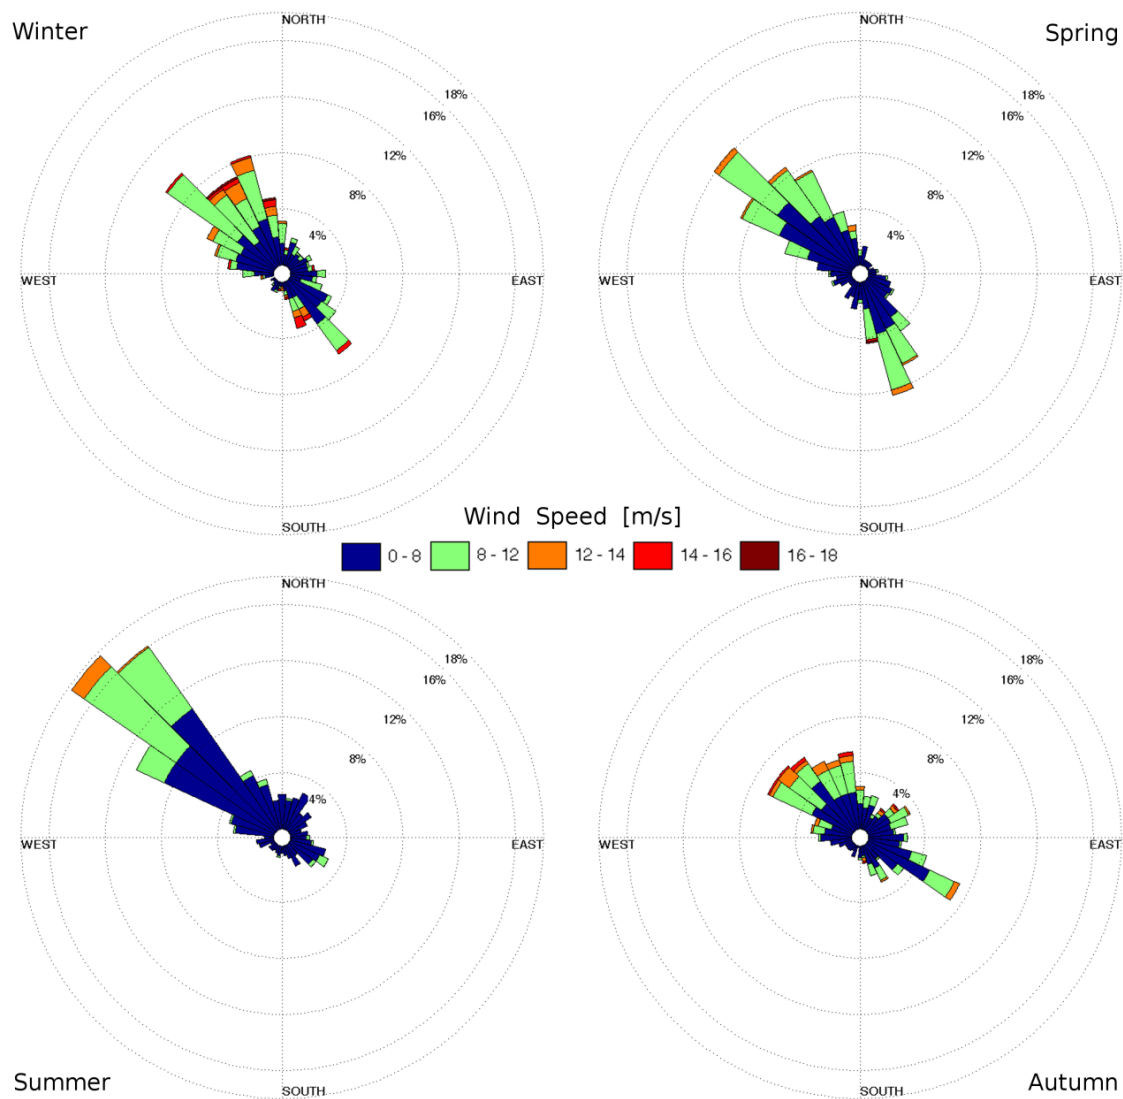 Winter
NORTH
18%
16%
12%
8%
4%
WEST
EAST
SOUTH
Spring
NORTH
18%
16%
12%
8%
4%
WEST
EAST
SOUTH
Wind Speed [m/s]
0 - 8
8 - 12
12 - 14
14 - 16
16 - 18
NORTH
18%
16%
12%
8%
4%
WEST
EAST
SOUTH
Summer
NORTH
18%
16%
12%
8%
4%
WEST
EAST
SOUTH
Autumn